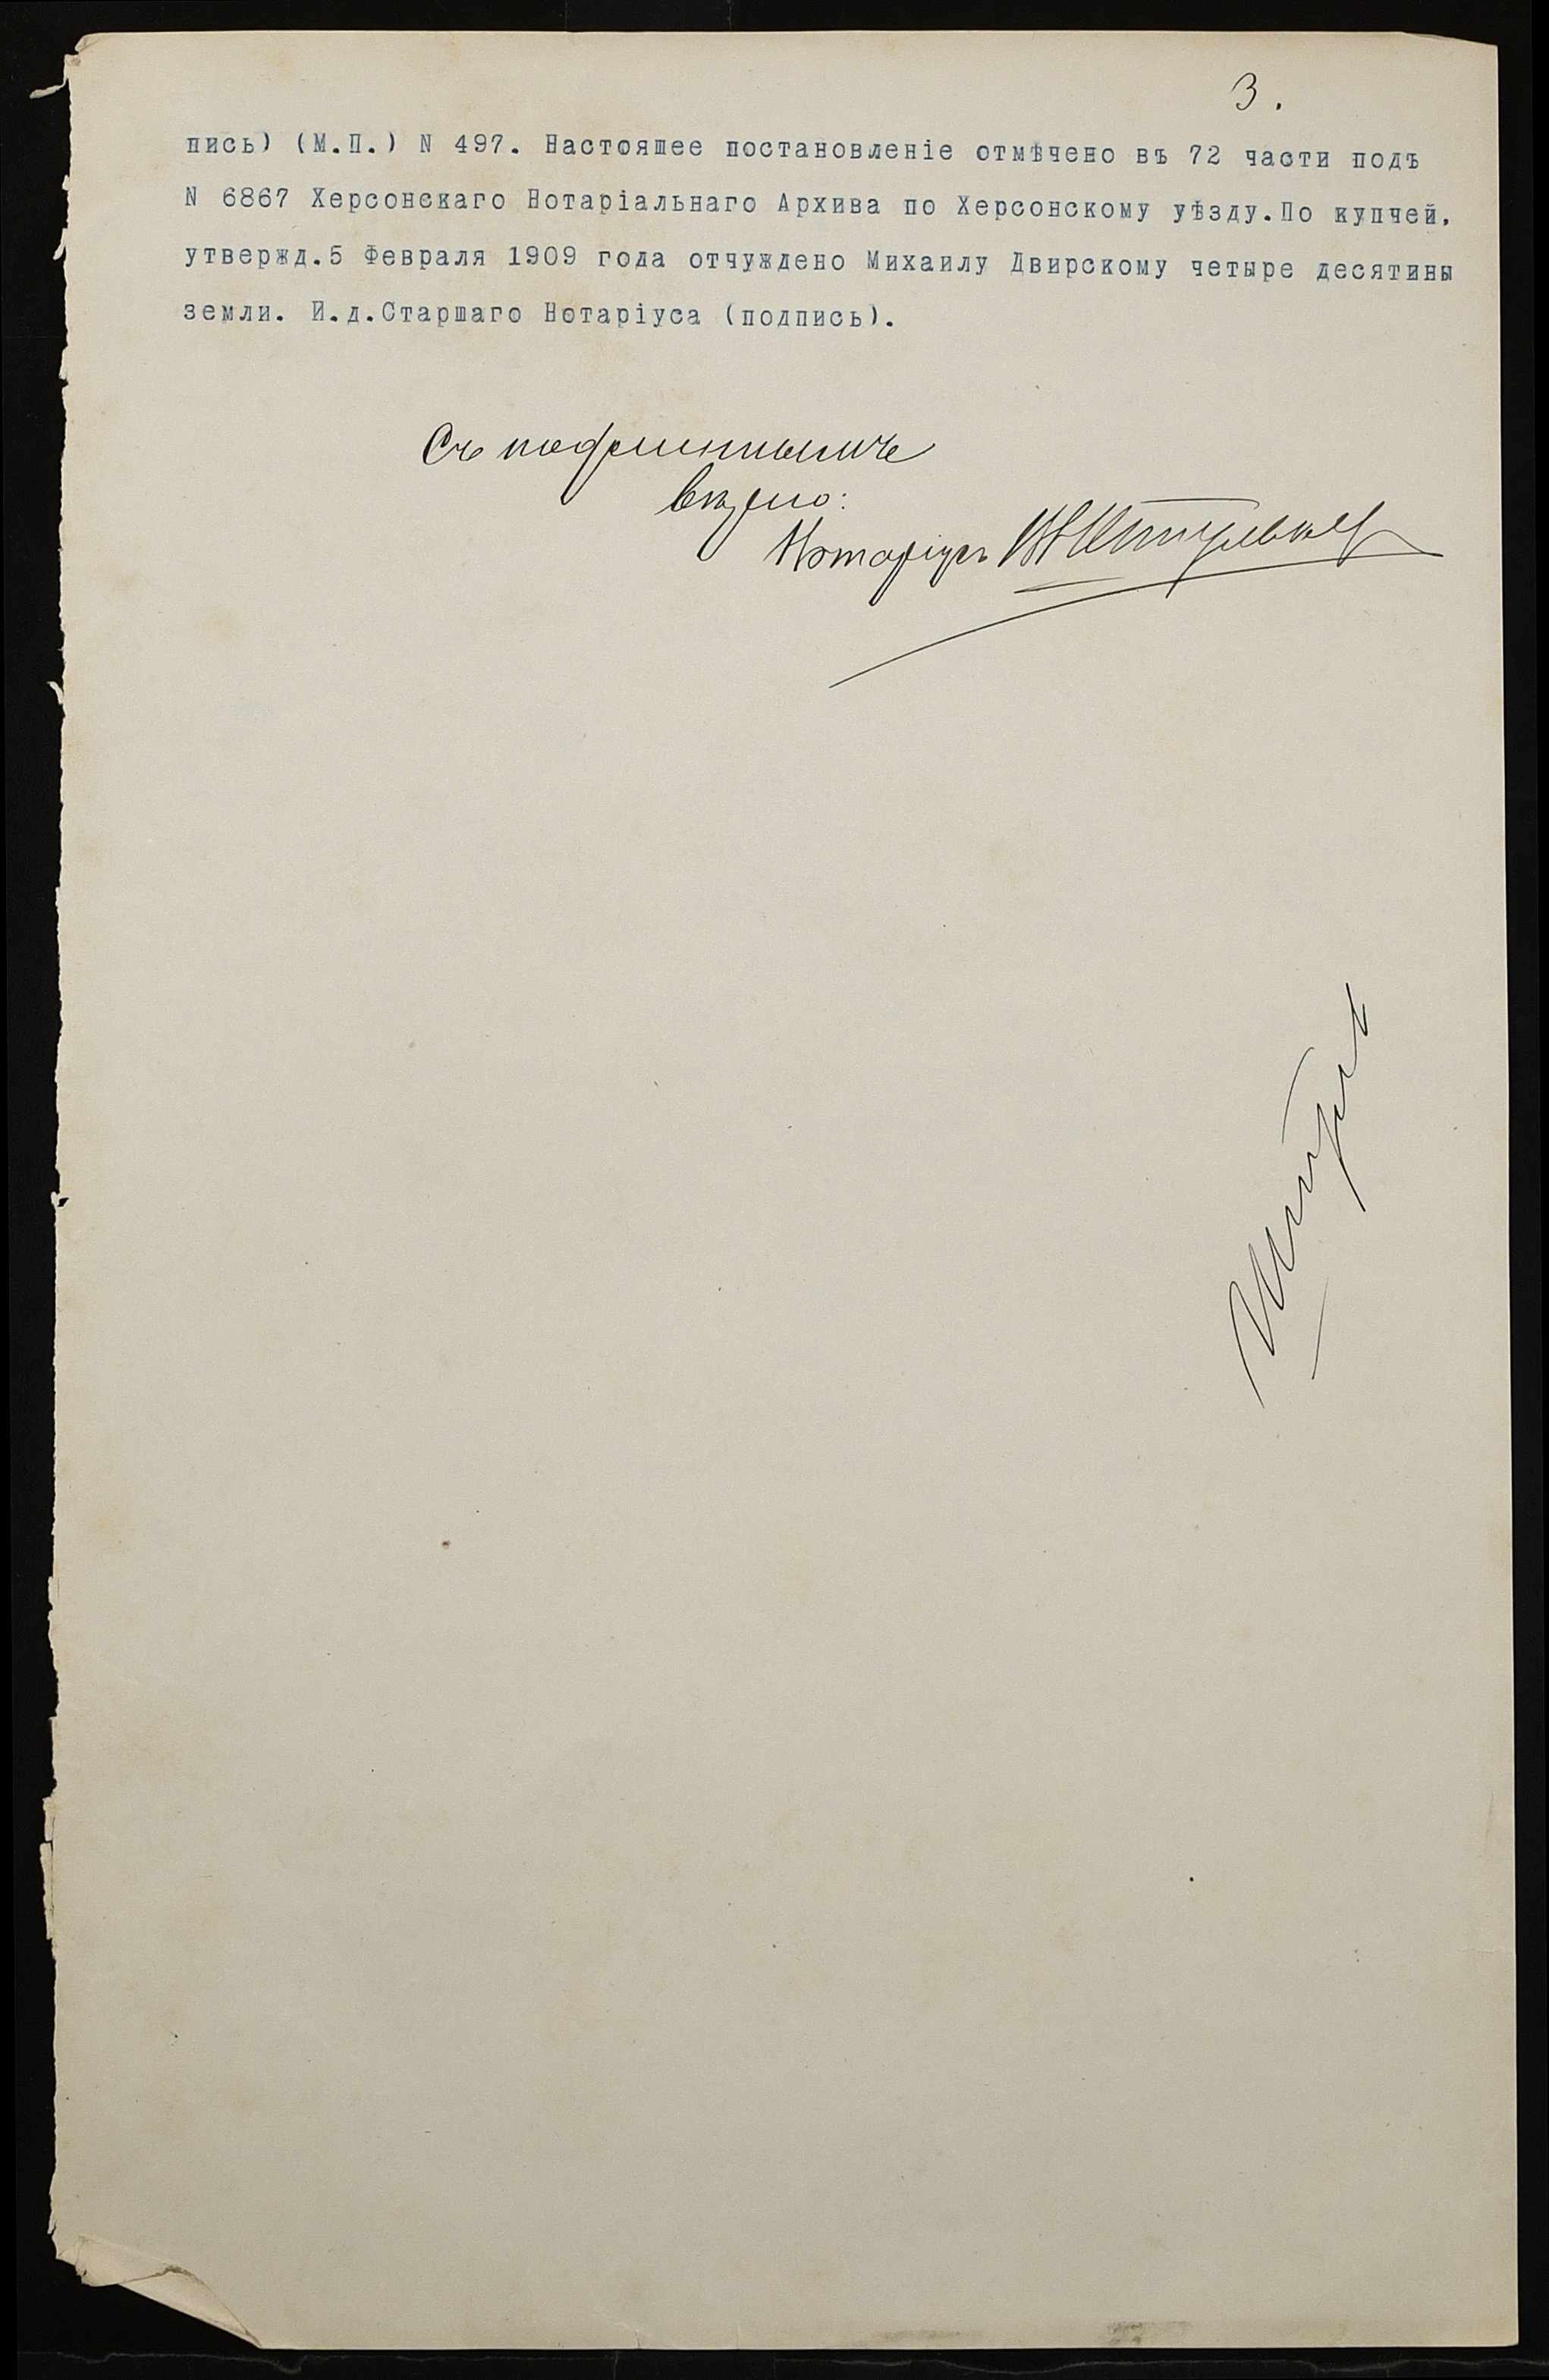 3.
пись) (М.П.) N 497. Настояшее постановленіе отмѣчено въ 72 части подъ
N 6867 Херсонскаго Нотаріальнаго Архива по Херсонскому уѣзду.По купчей,
утвержд.5 Февраля 1909 года отчуждено Михаилу Двирскому четыре десятины
земли. И.д.Старшаго Нотаріуса (подпись).
Съ подлиннымъ
вѣрно:
Нотаріусъ